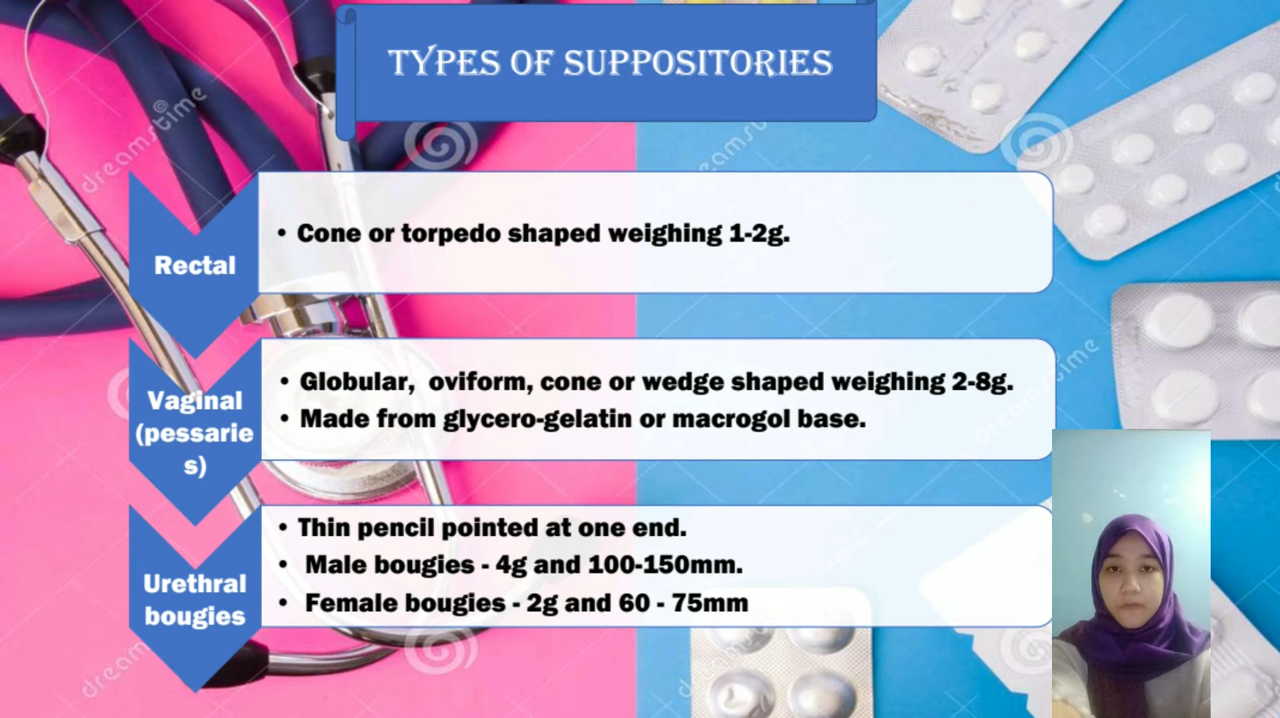 TYPES OF SUPPOSITORIES
Rectal
• Cone or torpedo shaped weighing 1-2g.
Vaginal
(pessarie
s)
• Globular,  oviform, cone or wedge shaped weighing 2-8g.
• Made from glycero-gelatin or macrogol base.
Urethral
bougies
• Thin pencil pointed at one end.
•  Male bougies - 4g and 100-150mm.
•  Female bougies - 2g and 60 - 75mm
dreamstime
dreamstime